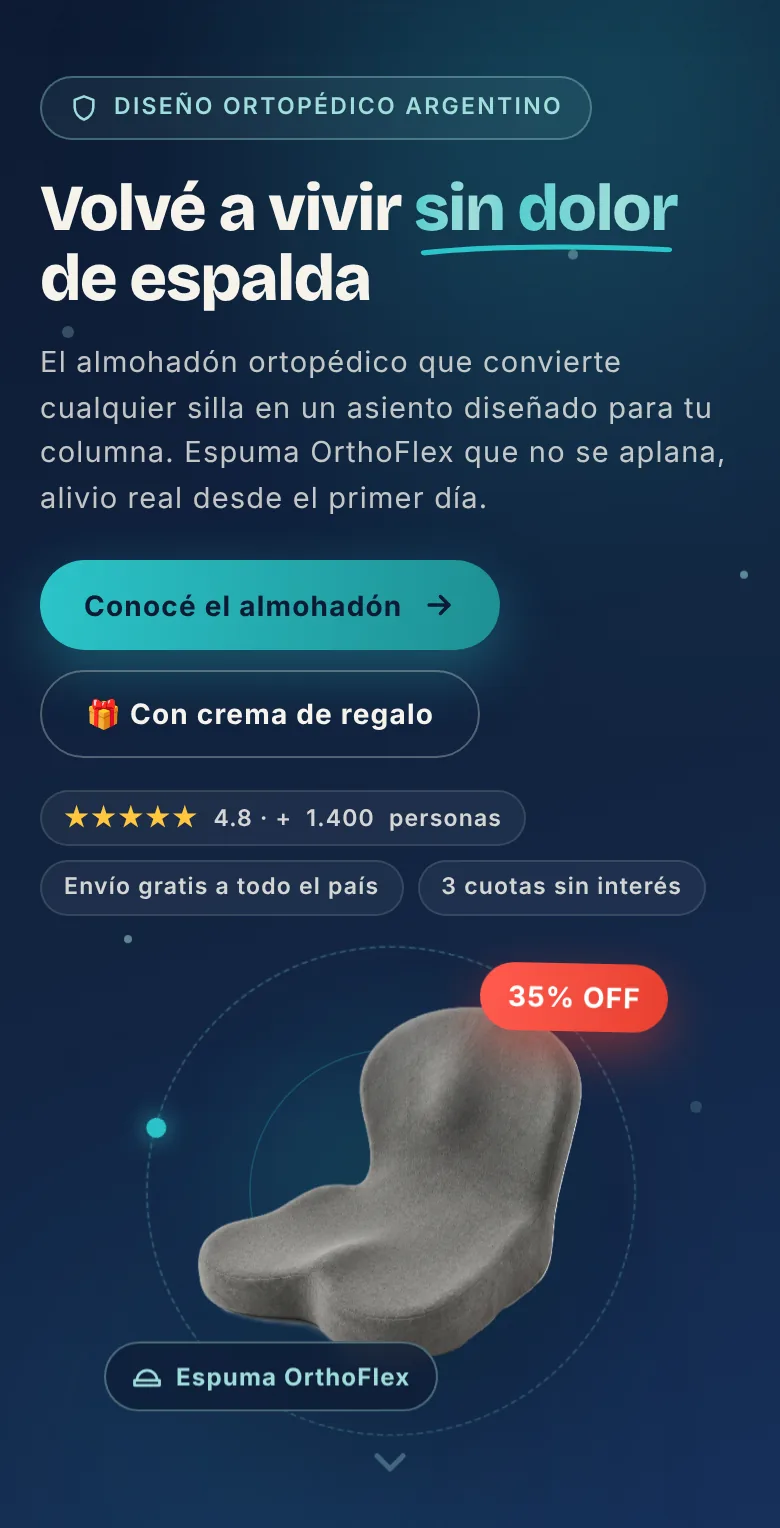 DISEÑO ORTOPÉDICO ARGENTINO
Volvé a vivir sin dolor
de espalda
El almohadón ortopédico que convierte
cualquier silla en un asiento diseñado para tu
columna. Espuma OrthoFlex que no se aplana,
alivio real desde el primer día.
Conocé el almohadón →
🎁 Con crema de regalo
★★★★★ 4.8 · + 1.400 personas
Envío gratis a todo el país
3 cuotas sin interés
35% OFF
Espuma OrthoFlex